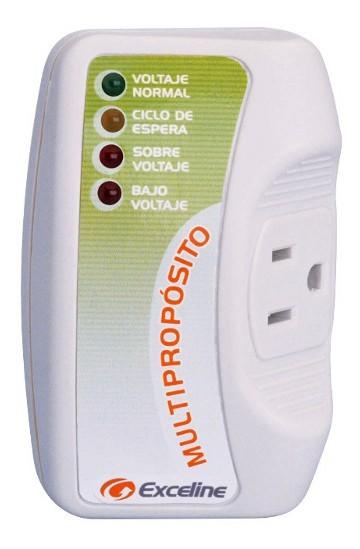 VOLTAJE
NORMAL
CICLO DE
ESPERA
SOBRE
VOLTAJE
BAJO
VOLTAJE
MULTIPROPÓSITO
Exceline